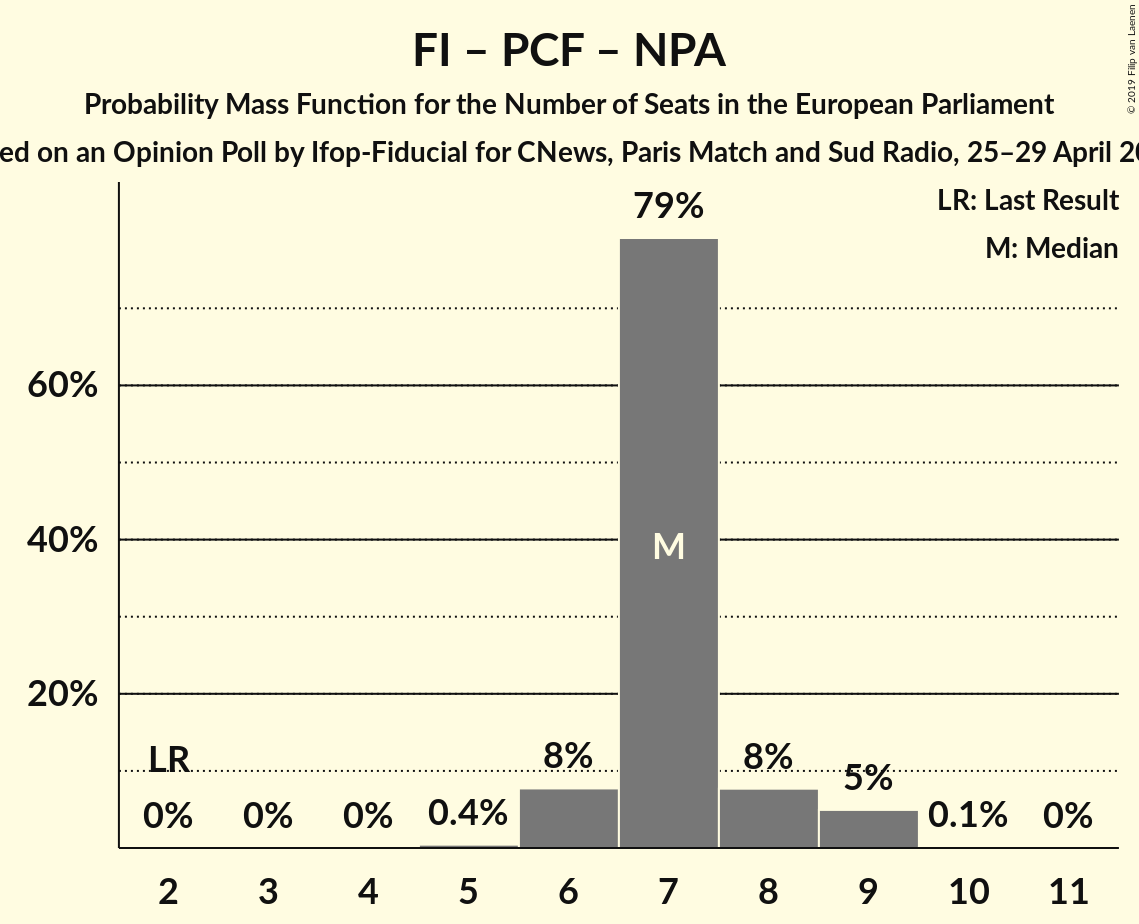 FI – PCF – NPA
Probability Mass Function for the Number of Seats in the European Parliament
ed on an Opinion Poll by Ifop-Fiducial for CNews, Paris Match and Sud Radio, 25–29 April 20
© 2019 Filip van Laenen
LR: Last Result
M: Median
79%
60%
40%
M
20%
LR
8%
8%
5%
0%
0%
0%
0.4%
0.1%
0%
2 3 4 5 6 7 8 9 10 11